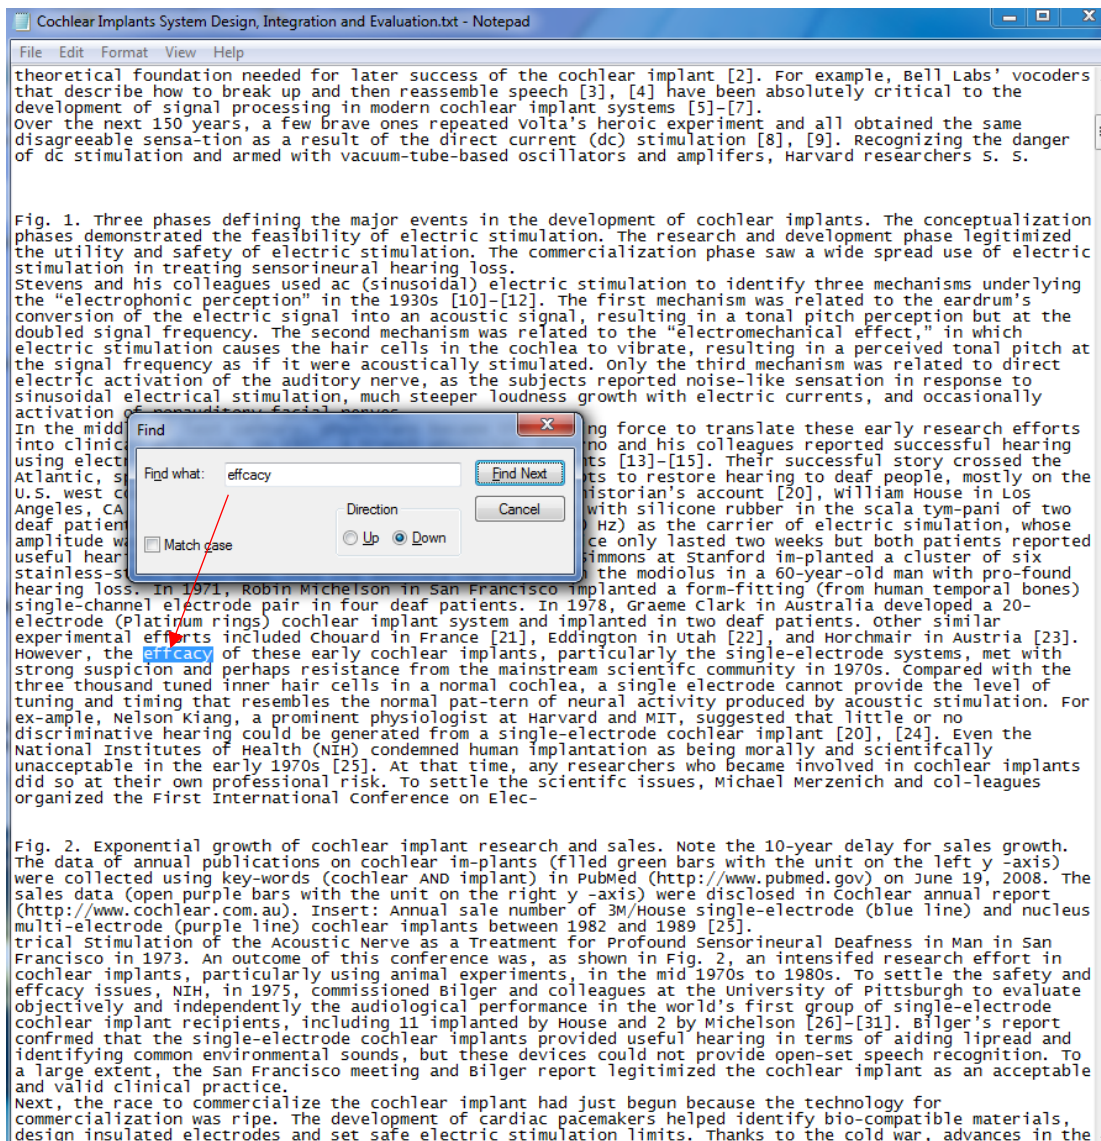 Cochlear Implants System Design, Integration and Evaluation.txt - Notepad
File Edit Format View Help
theoretical foundation needed for later success of the cochlear implant [2]. For example, Bell Labs' vocoders
that describe how to break up and then reassemble speech [3], [4] have been absolutely critical to the
development of signal processing in modern cochlear implant systems [5]-[7].
Over the next 150 years, a few brave ones repeated Volta's heroic experiment and all obtained the same
disagreeable sensa-tion as a result of the direct current (dc) stimulation [8], [9]. Recognizing the danger
of dc stimulation and armed with vacuum-tube-based oscillators and amplifers, Harvard researchers S. S.
Fig. 1. Three phases defining the major events in the development of cochlear implants. The conceptualization
phases demonstrated the feasibility of electric stimulation. The research and development phase legitimized
the utility and safety of electric stimulation. The commercialization phase saw a wide spread use of electric
stimulation in treating sensorineural hearing loss.
Stevens and his colleagues used ac (sinusoidal) electric stimulation to identify three mechanisms underlying
the "electrophonic perception" in the 1930s [10]-[12]. The first mechanism was related to the eardrum's
conversion of the electric signal into an acoustic signal, resulting in a tonal pitch perception but at the
doubled signal frequency. The second mechanism was related to the "electromechanical effect," in which
electric stimulation causes the hair cells in the cochlea to vibrate, resulting in a perceived tonal pitch at
the signal frequency as if it were acoustically stimulated. Only the third mechanism was related to direct
electric activation of the auditory nerve, as the subjects reported noise-like sensation in response to
sinusoidal electrical stimulation, much steeper loudness growth with electric currents, and occasionally
activation of nonauditory facial nerves.
In the midd ng force to translate these early research efforts
into clinica no and his colleagues reported successful hearing
using electr ts [13]-[15]. Their successful story crossed the
Atlantic, sp ots to restore hearing to deaf people, mostly on the
U.S. west co historian's account [20], William House in Los
Angeles, CA with silicone rubber in the scala tym-pani of two
deaf patient Hz) as the carrier of electric simulation, whose
amplitude wa ce only lasted two weeks but both patients reported
useful heari immons at Stanford im-planted a cluster of six
stainless-st the modiolus in a 60-year-old man with pro-found
Find
Find what: effcacy Find Next
Direction Cancel
Match case Up Down
hearing loss. In 1971, Robin Michelson in San Francisco implanted a form-fitting (from human temporal bones)
single-channel electrode pair in four deaf patients. In 1978, Graeme Clark in Australia developed a 20-
electrode (Platinum rings) cochlear implant system and implanted in two deaf patients. Other similar
experimental efforts included Chouard in France [21], Eddington in Utah [22], and Horchmair in Austria [23].
However, the effcacy of these early cochlear implants, particularly the single-electrode systems, met with
strong suspicion and perhaps resistance from the mainstream scientifc community in 1970s. Compared with the
three thousand tuned inner hair cells in a normal cochlea, a single electrode cannot provide the level of
tuning and timing that resembles the normal pat-tern of neural activity produced by acoustic stimulation. For
ex-ample, Nelson Kiang, a prominent physiologist at Harvard and MIT, suggested that little or no
discriminative hearing could be generated from a single-electrode cochlear implant [20], [24]. Even the
National Institutes of Health (NIH) condemned human implantation as being morally and scientifcally
unacceptable in the early 1970s [25]. At that time, any researchers who became involved in cochlear implants
did so at their own professional risk. To settle the scientifc issues, Michael Merzenich and col-leagues
organized the First International Conference on Elec-
Fig. 2. Exponential growth of cochlear implant research and sales. Note the 10-year delay for sales growth.
The data of annual publications on cochlear im-plants (flled green bars with the unit on the left y -axis)
were collected using key-words (cochlear AND implant) in PubMed (http://www.pubmed.gov) on June 19, 2008. The
sales data (open purple bars with the unit on the right y -axis) were disclosed in Cochlear annual report
(http://www.cochlear.com.au). Insert: Annual sale number of 3M/House single-electrode (blue line) and nucleus
multi-electrode (purple line) cochlear implants between 1982 and 1989 [25].
trical Stimulation of the Acoustic Nerve as a Treatment for Profound Sensorineural Deafness in Man in San
Francisco in 1973. An outcome of this conference was, as shown in Fig. 2, an intensifed research effort in
cochlear implants, particularly using animal experiments, in the mid 1970s to 1980s. To settle the safety and
effcacy issues, NIH, in 1975, commissioned Bilger and colleagues at the University of Pittsburgh to evaluate
objectively and independently the audiological performance in the world's first group of single-electrode
cochlear implant recipients, including 11 implanted by House and 2 by Michelson [26]-[31]. Bilger's report
confrmed that the single-electrode cochlear implants provided useful hearing in terms of aiding lipread and
identifying common environmental sounds, but these devices could not provide open-set speech recognition. To
a large extent, the San Francisco meeting and Bilger report legitimized the cochlear implant as an acceptable
and valid clinical practice.
Next, the race to commercialize the cochlear implant had just begun because the technology for
commercialization was ripe. The development of cardiac pacemakers helped identify bio-compatible materials,
design insulated electrodes and set safe electric stimulation limits. Thanks to the cold war, advances in the